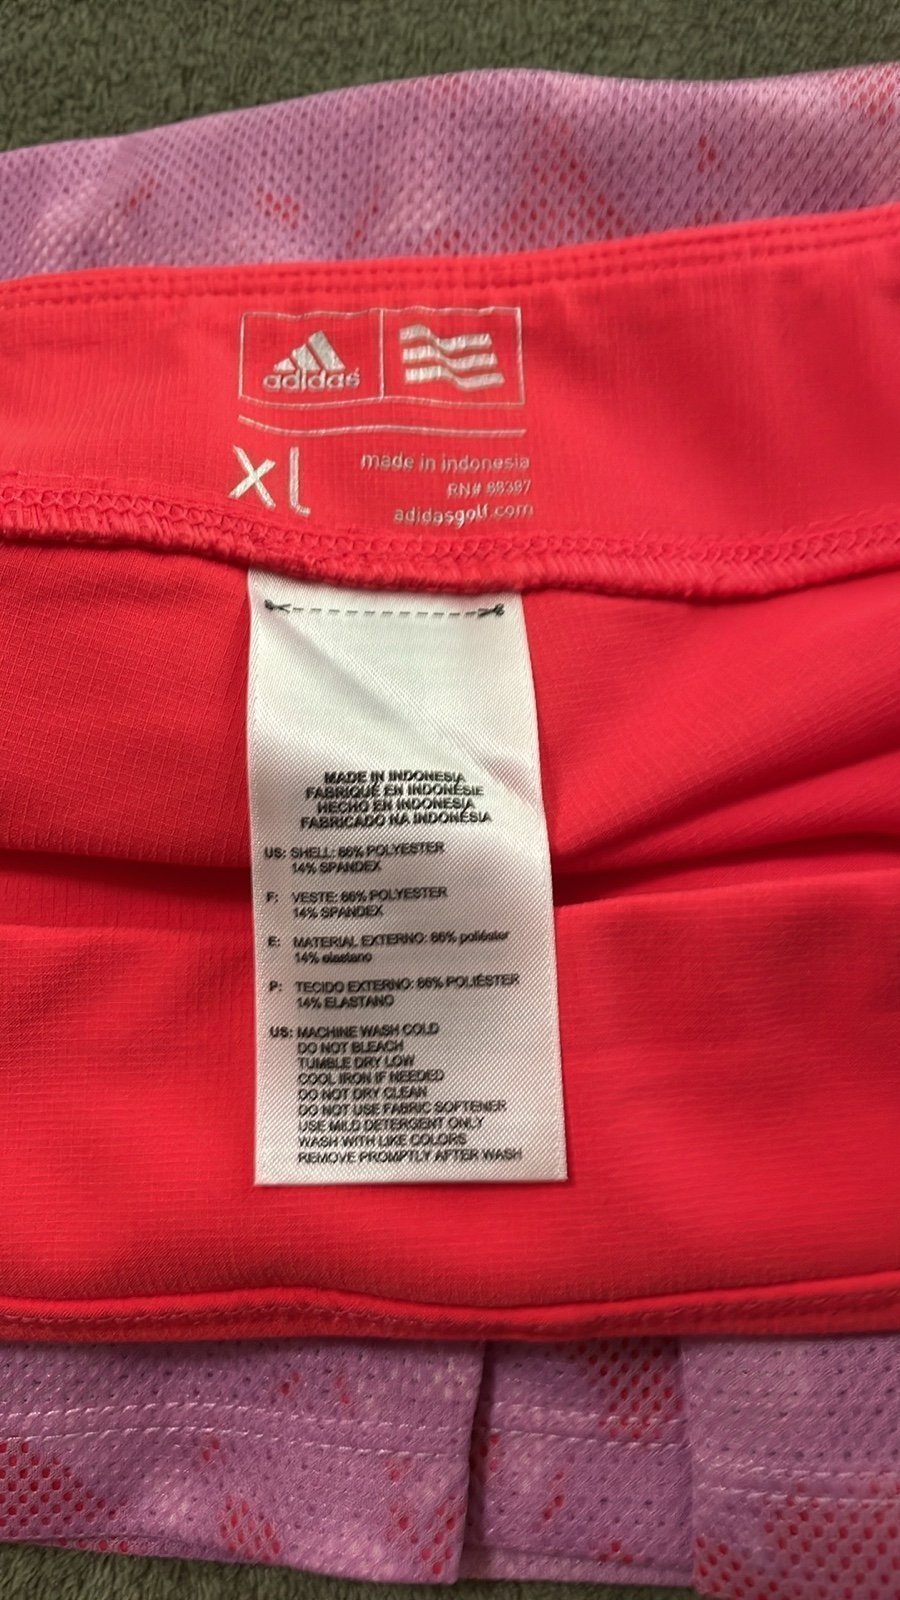 adidas
XL
made in indonesia
RN# 88387
adidasgolf.com
MADE IN INDONESIA
FABRIQUÉ EN INDONÉSIE
HECHO EN INDONESIA
FABRICADO NA INDONÉSIA
US: SHELL: 86% POLYESTER
14% SPANDEX
F: VESTE: 86% POLYESTER
14% SPANDEX
E: MATERIAL EXTERNO: 86% poliéster
14% elastano
P: TECIDO EXTERNO: 86% POLIÉSTER
14% ELASTANO
US: MACHINE WASH COLD
DO NOT BLEACH
TUMBLE DRY LOW
COOL IRON IF NEEDED
DO NOT DRY CLEAN
DO NOT USE FABRIC SOFTENER
USE MILD DETERGENT ONLY
WASH WITH LIKE COLORS
REMOVE PROMPTLY AFTER WASH